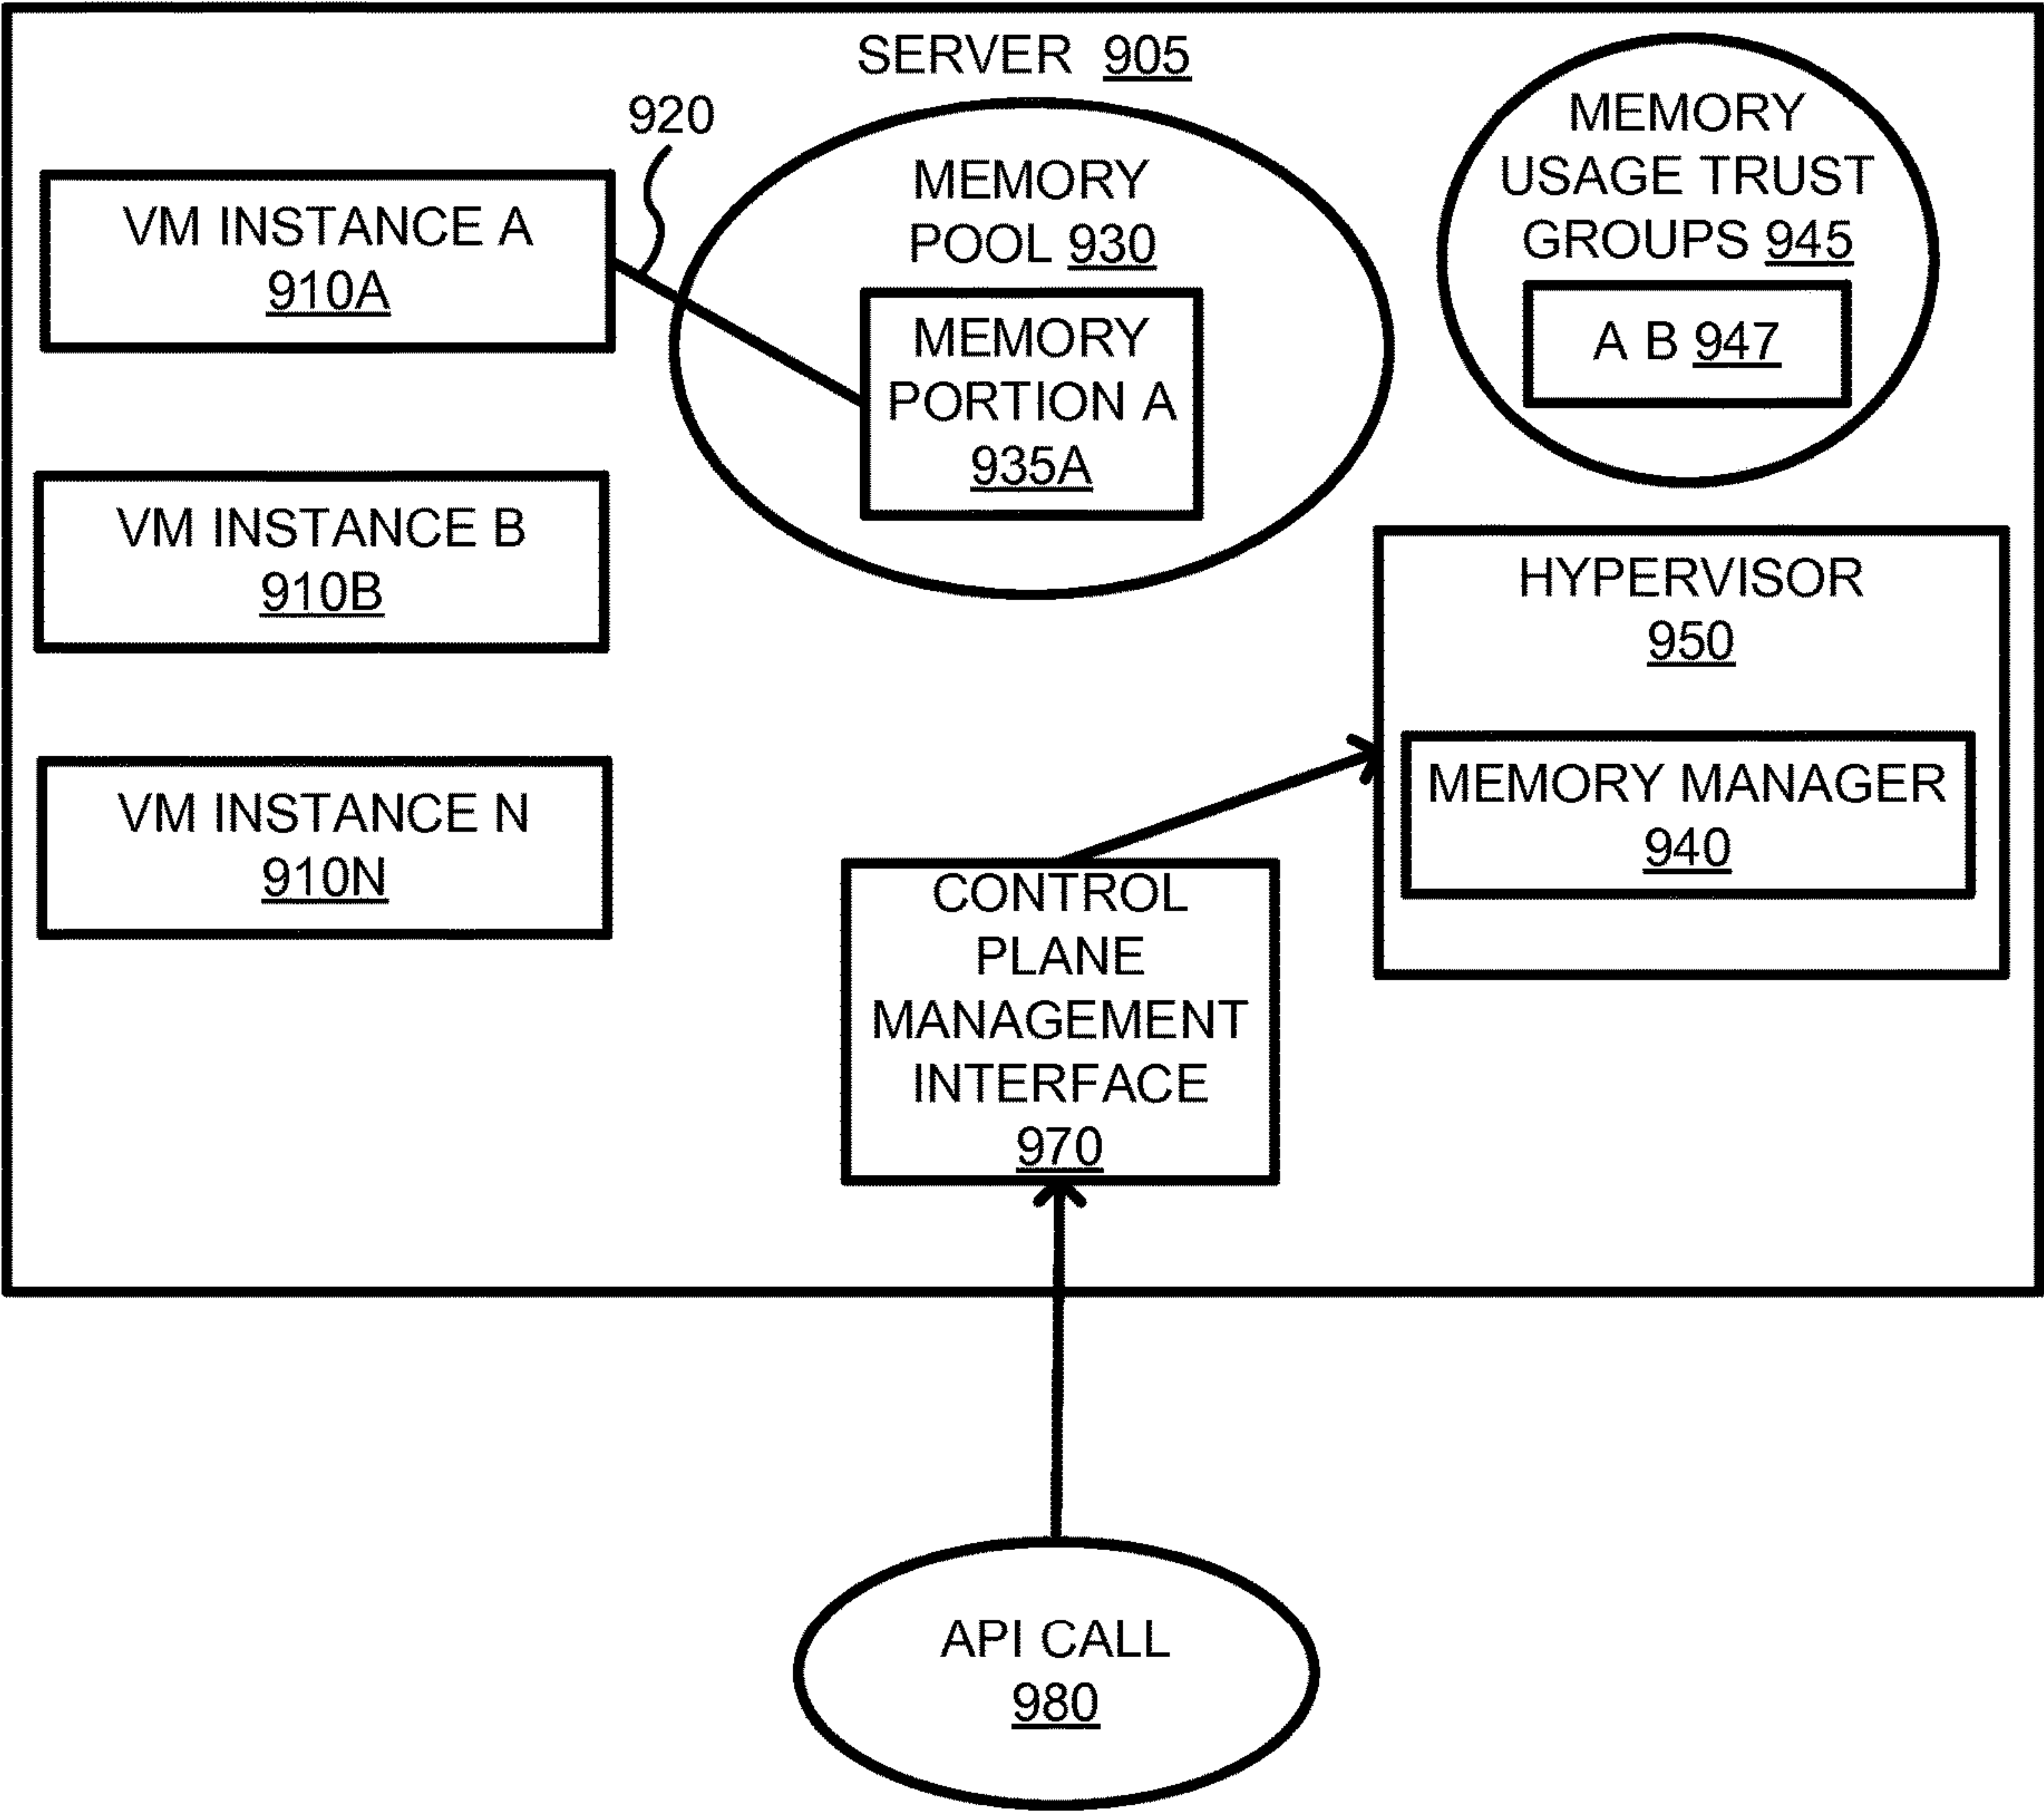 SERVER 905
920
VM INSTANCE A
910A
VM INSTANCE B
910B
VM INSTANCE N
910N
MEMORY
POOL 930
MEMORY
PORTION A
935A
MEMORY
USAGE TRUST
GROUPS 945
A B 947
HYPERVISOR
950
MEMORY MANAGER
940
CONTROL
PLANE
MANAGEMENT
INTERFACE
970
API CALL
980